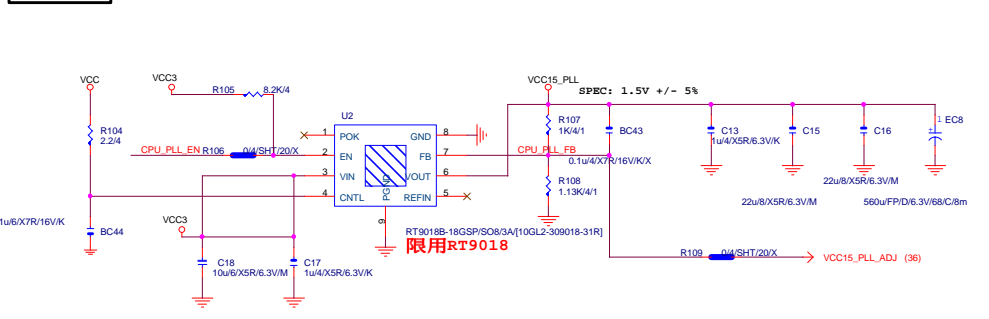 VCC
VCC3
R105
8.2K/4
R104
2.2/4
CPU_PLL_EN
R106
0/4/SHT/20/X
U2
1
POK
2
EN
3
VIN
4
CNTL
GND
8
FB
7
VOUT
6
REFIN
5
PGND
9
VCC15_PLL
SPEC: 1.5V +/- 5%
R107
1K/4/1
BC43
CPU_PLL_FB
0.1u/4/X7R/16V/K/X
R108
1.13K/4/1
C13
1u/4/X5R/6.3V/K
C15
22u/8/X5R/6.3V/M
C16
22u/8/X5R/6.3V/M
1
EC8
560u/FP/D/6.3V/68/C/8m
1u/6/X7R/16V/K
BC44
VCC3
C18
10u/6/X5R/6.3V/M
C17
1u/4/X5R/6.3V/K
RT9018B-18GSP/SO8/3A/[10GL2-309018-31R]
限用RT9018
R109
0/4/SHT/20/X
VCC15_PLL_ADJ (36)